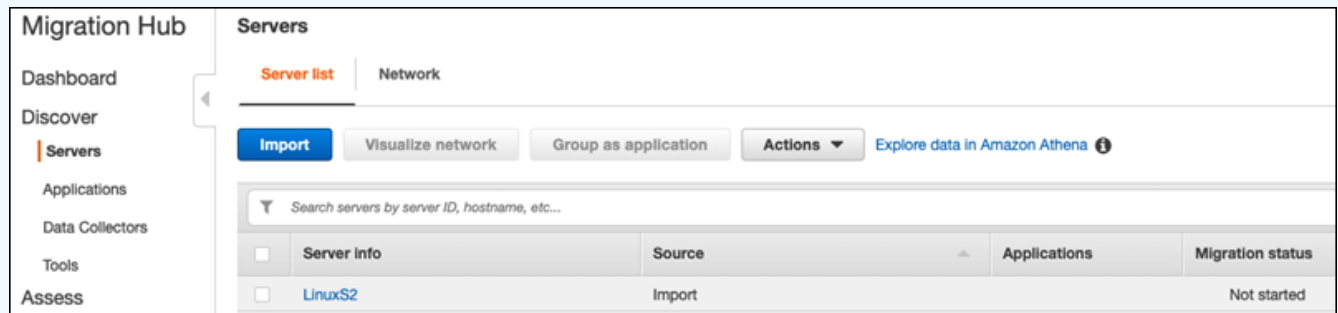 Migration Hub
Dashboard
Discover
Servers
Applications
Data Collectors
Tools
Assess
Servers
Server list Network
Import Visualize network Group as application Actions Explore data in Amazon Athena
Search servers by server ID, hostname, etc...
Server info Source Applications Migration status
LinuxS2 Import Not started